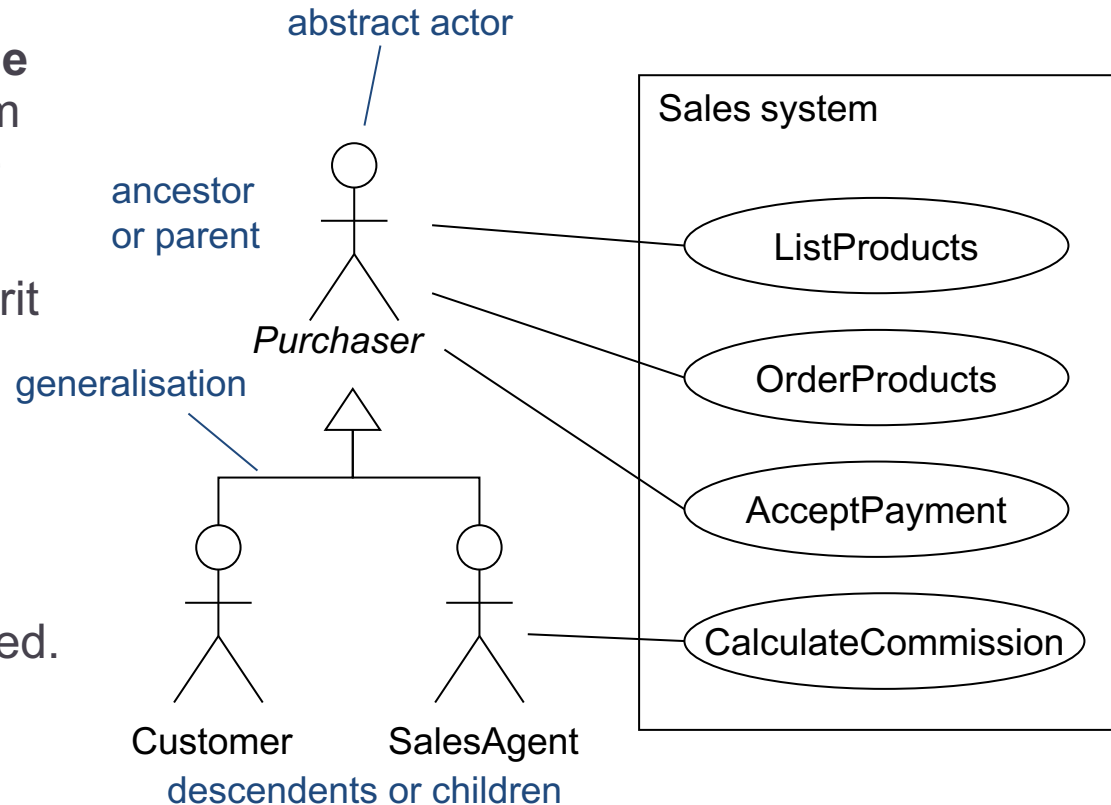 abstract actor
e
m
Sales system
ancestor
or parent
ListProducts
rit
Purchaser
generalisation
OrderProducts
AcceptPayment
ed.
CalculateCommission
Customer
SalesAgent
descendents or children